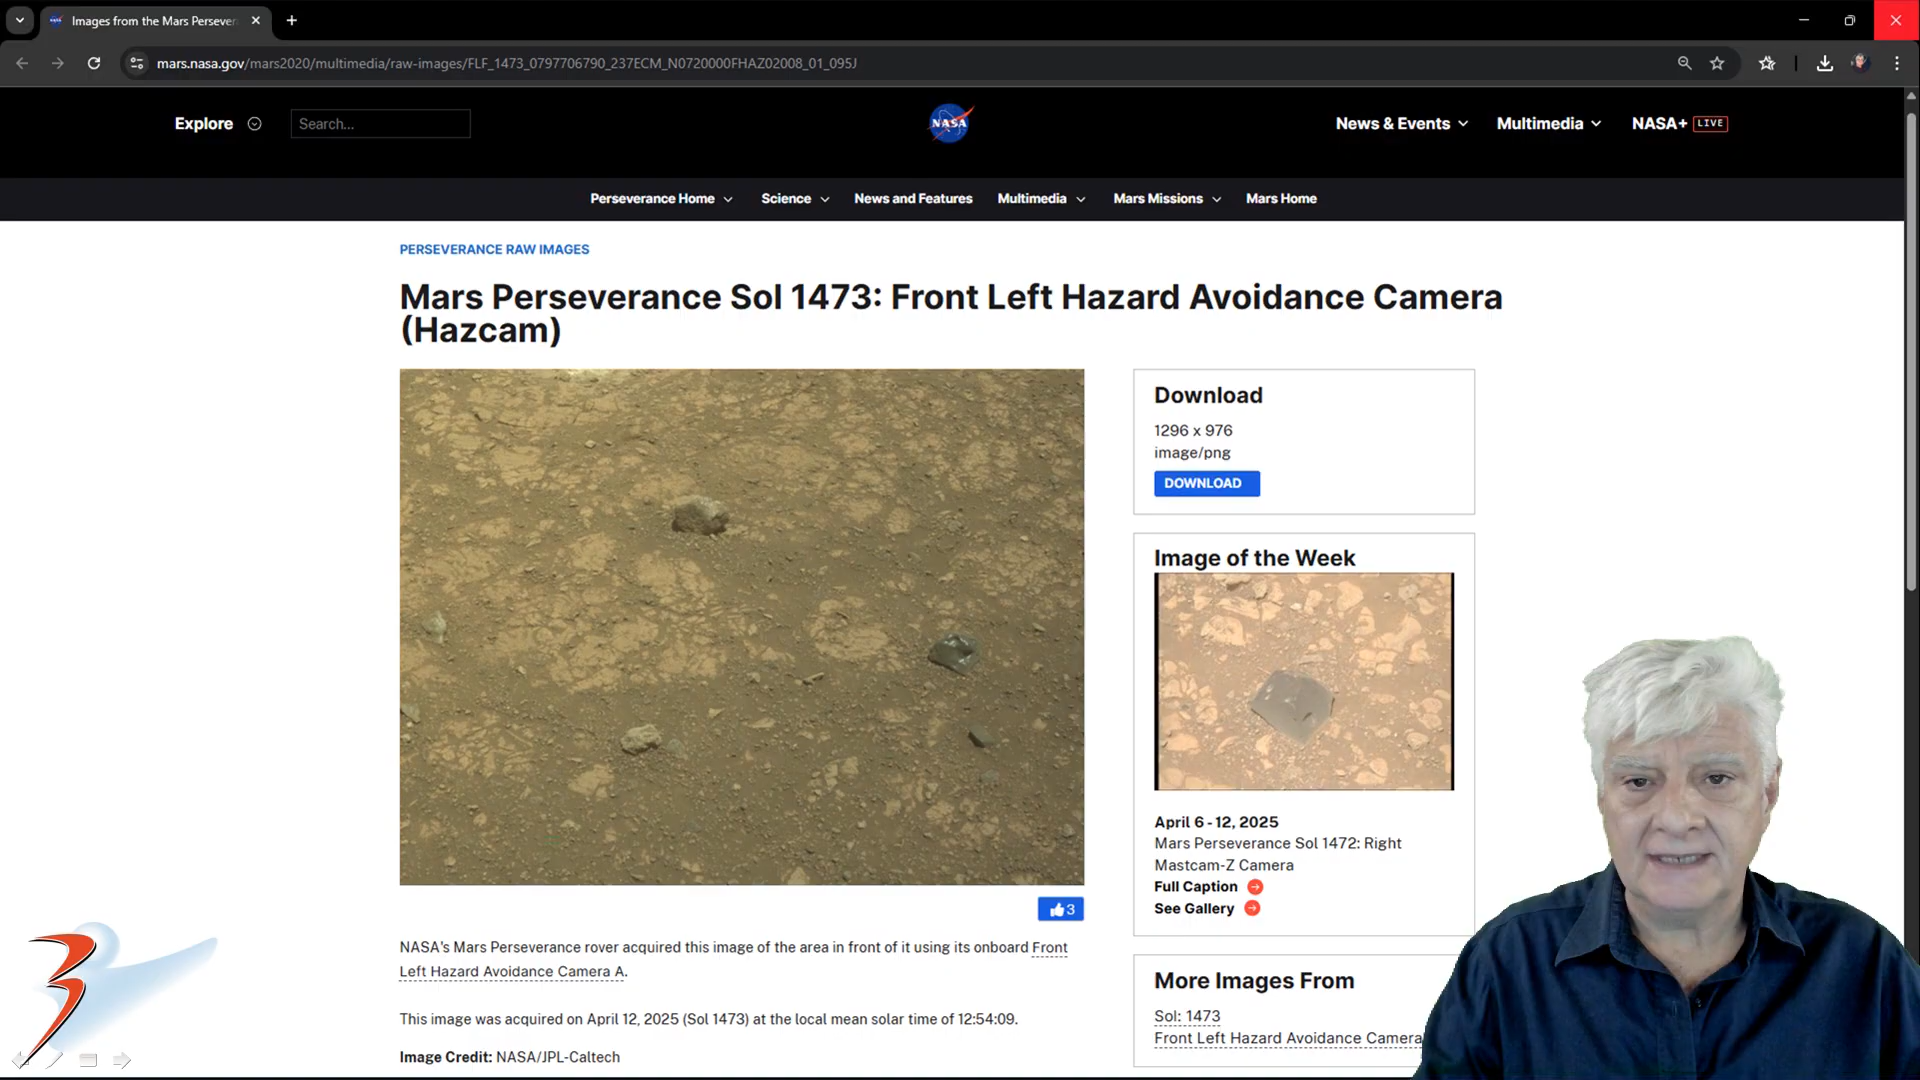 Images from the Mars Persever
mars.nasa.gov/mars2020/multimedia/raw-images/FLF_1473_0797706790_237ECM_N0720000FHAZ02008_01_095J
Explore
Search...
NASA
News & Events
Multimedia
NASA+ LIVE
Perseverance Home
Science
News and Features
Multimedia
Mars Missions
Mars Home
PERSEVERANCE RAW IMAGES
Mars Perseverance Sol 1473: Front Left Hazard Avoidance Camera
(Hazcam)
3
NASA's Mars Perseverance rover acquired this image of the area in front of it using its onboard Front
Left Hazard Avoidance Camera A.
This image was acquired on April 12, 2025 (Sol 1473) at the local mean solar time of 12:54:09.
Image Credit: NASA/JPL-Caltech
Download
1296 x 976
image/png
DOWNLOAD
Image of the Week
April 6 - 12, 2025
Mars Perseverance Sol 1472: Right
Mastcam-Z Camera
Full Caption
See Gallery
More Images From
Sol: 1473
Front Left Hazard Avoidance Camera